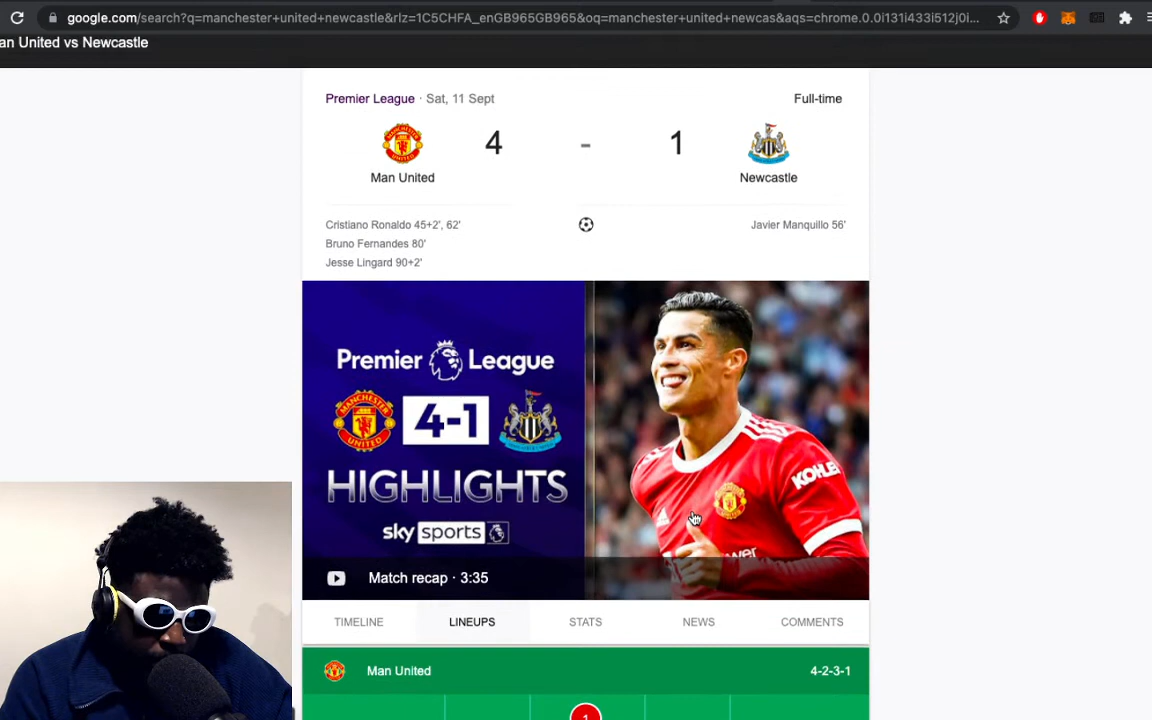 google.com/search?q=manchester+united+newcastle&rlz=1C5CHFA_enGB965GB965&oq=manchester+united+newcas&aqs=chrome.0.0i131i433i512j0i...
an United vs Newcastle
Premier League · Sat, 11 Sept
Full-time
4 - 1
Man United
Newcastle
Cristiano Ronaldo 45+2', 62'
Javier Manquillo 56'
Bruno Fernandes 80'
Jesse Lingard 90+2'
Premier League
MANCHESTER
UNITED
4-1
HIGHLIGHTS
sky sports
KOHLER
Match recap · 3:35
TIMELINE
LINEUPS
STATS
NEWS
COMMENTS
Man United
4-2-3-1
1